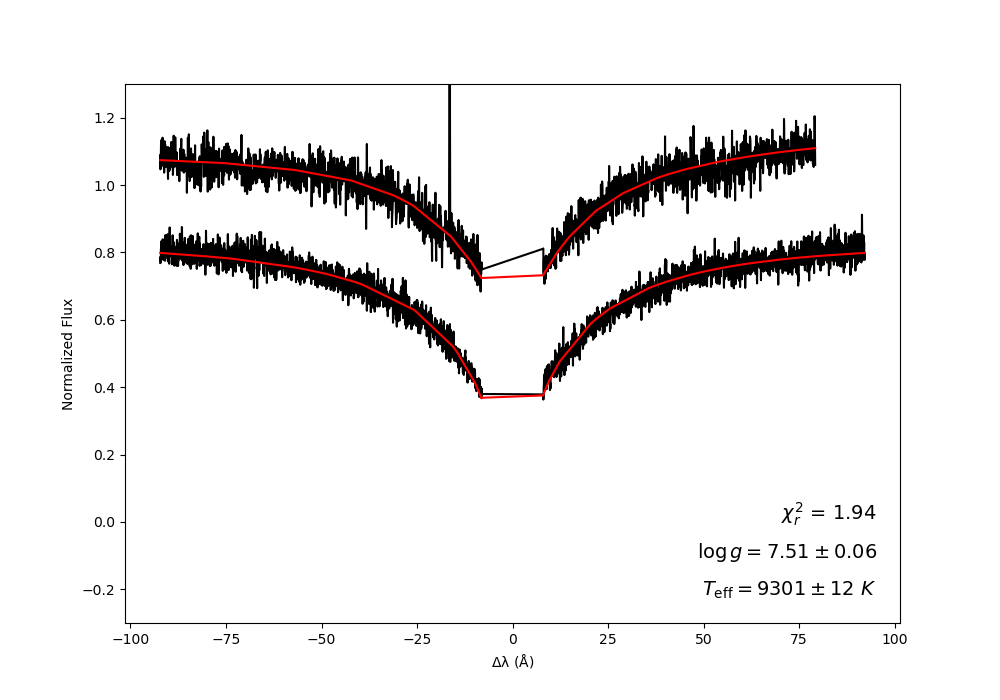 1.2
1.0
0.8
0.6
0.4
0.2
0.0
−0.2
Normalized Flux
χ²ᵣ = 1.94
log g = 7.51 ± 0.06
T_eff = 9301 ± 12 K
−100 −75 −50 −25 0 25 50 75 100
Δλ (Å)